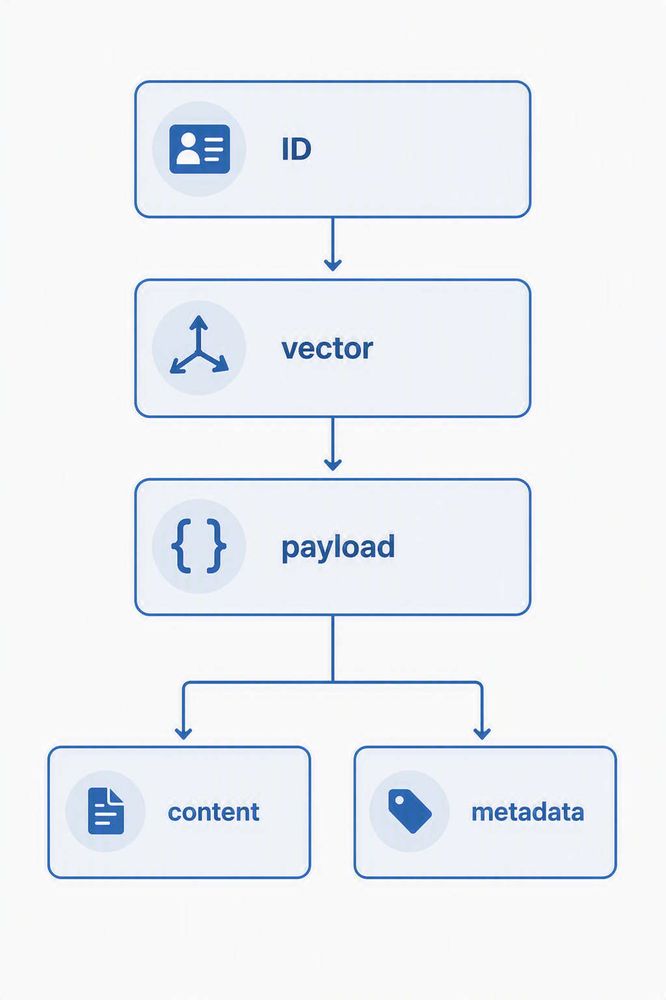 ID
vector
payload
content
metadata